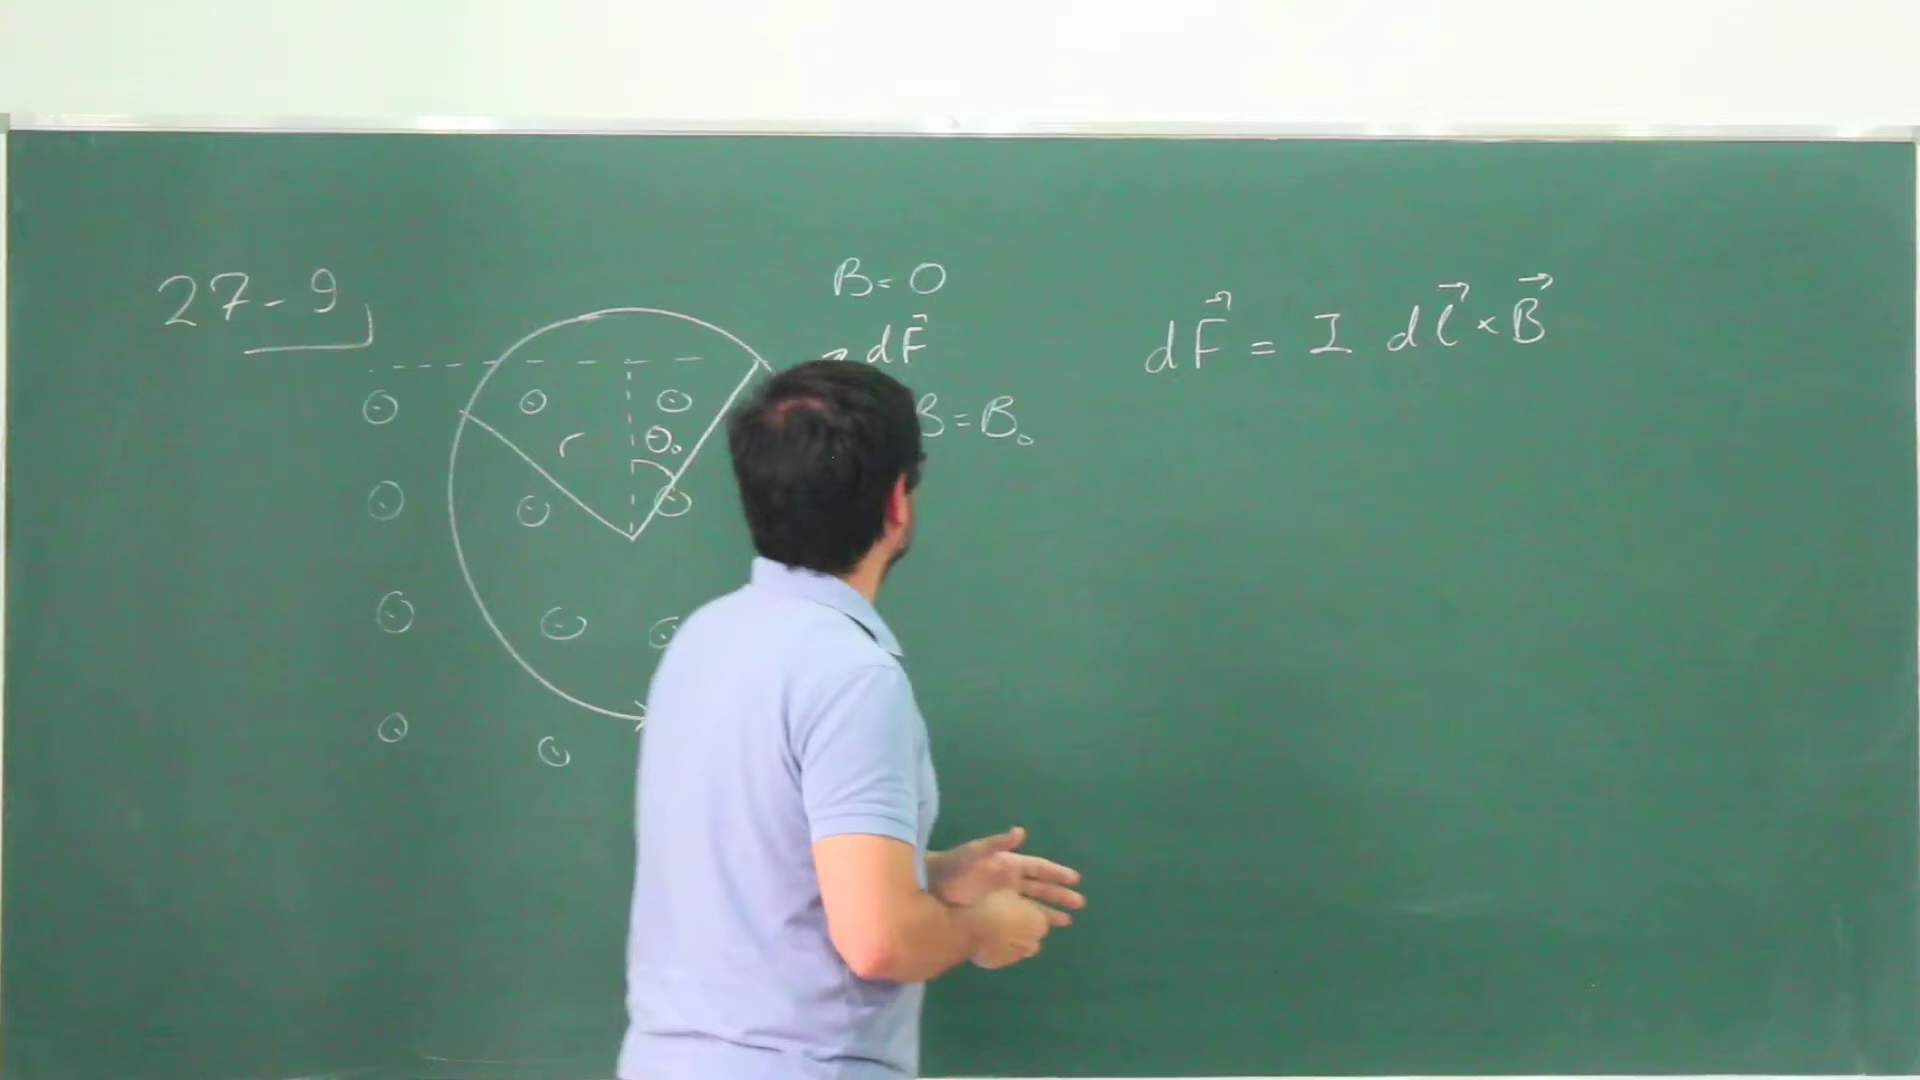 27-9
B=0
dF⃗
B=B₀
r
θ₀
dF⃗ = I dl⃗ × B⃗